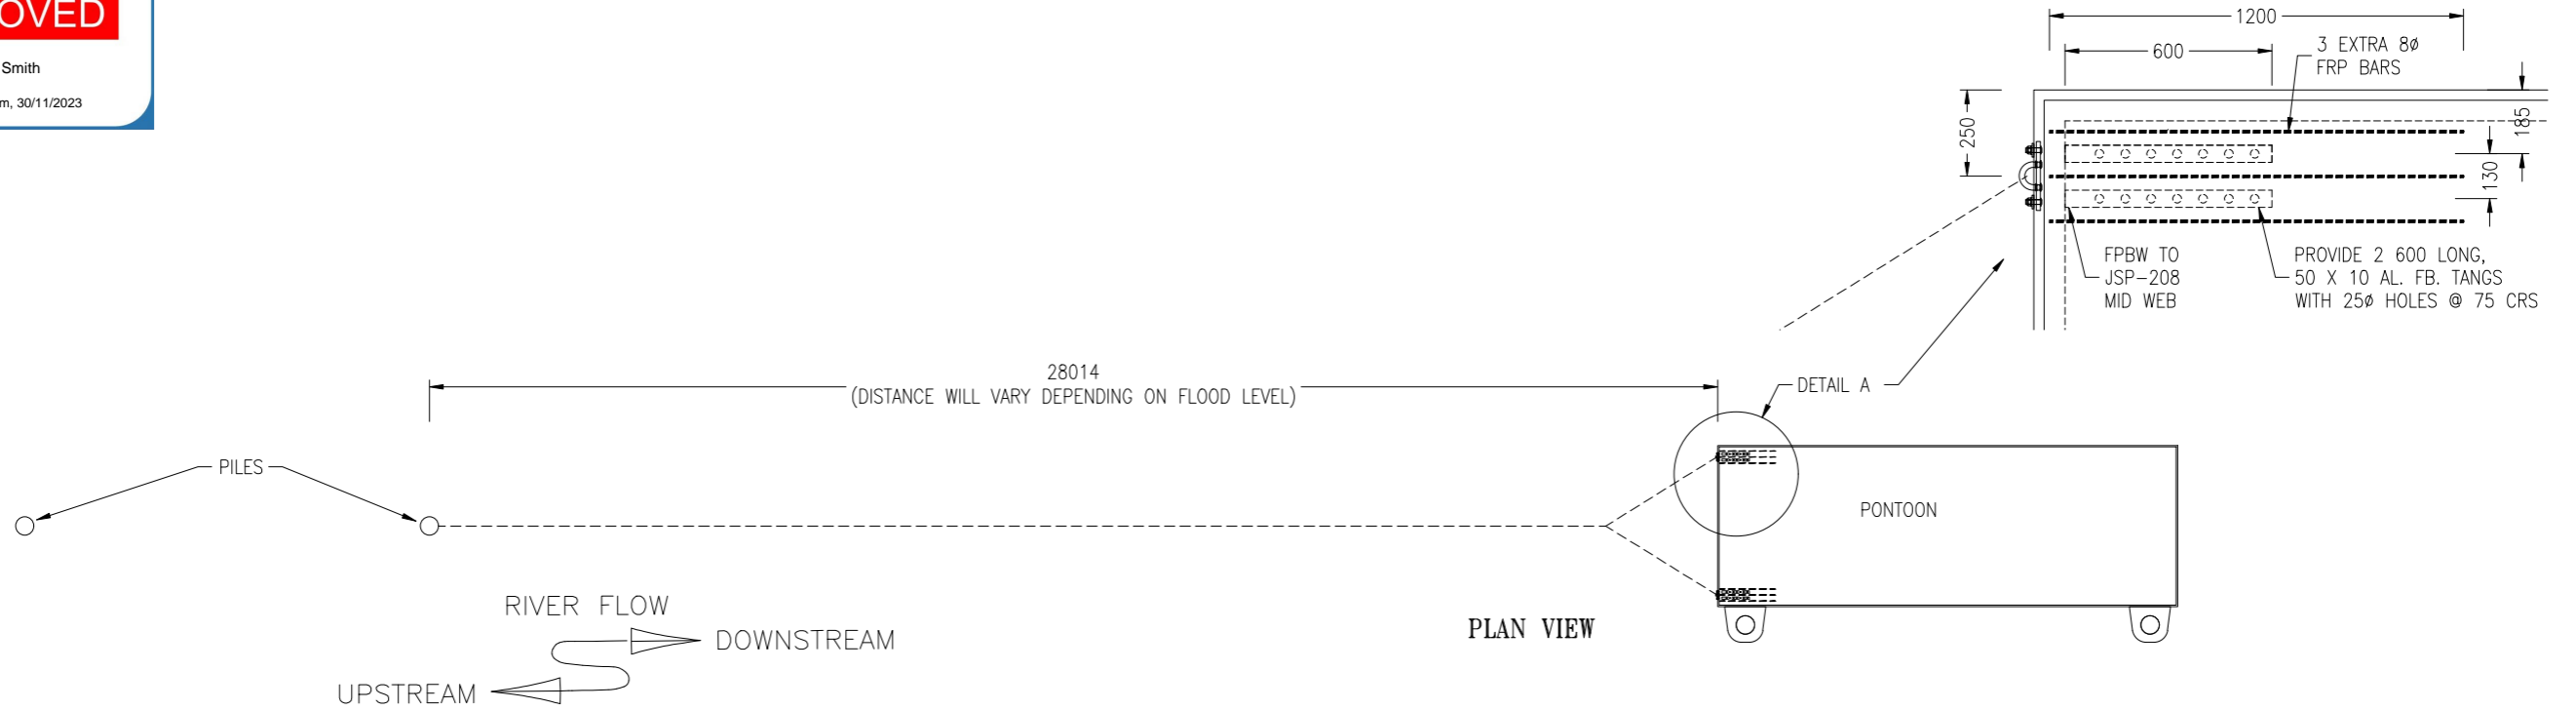 Smith
30/11/2023
1200
600
3 EXTRA 8ø
FRP BARS
250
185
130
FPBW TO
JSP-208
MID WEB
PROVIDE 2 600 LONG,
50 X 10 AL. FB. TANGS
WITH 25ø HOLES @ 75 CRS
28014
(DISTANCE WILL VARY DEPENDING ON FLOOD LEVEL)
DETAIL A
PILES
PONTOON
RIVER FLOW
DOWNSTREAM
UPSTREAM
PLAN VIEW